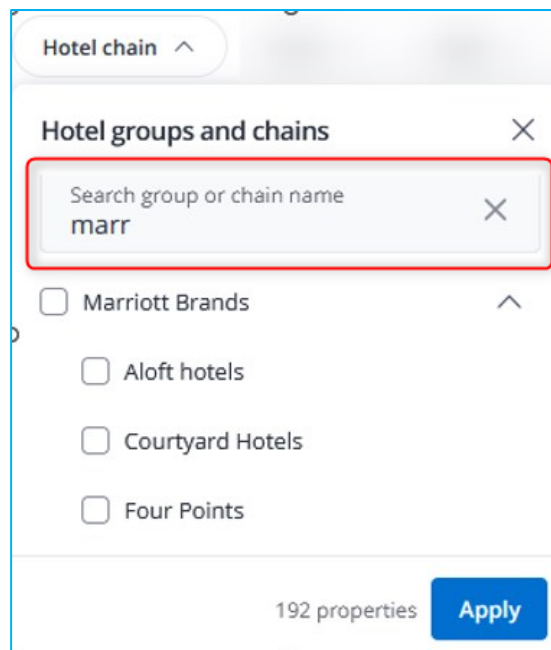 Hotel chain
Hotel groups and chains
Search group or chain name
marr
Marriott Brands
Aloft hotels
Courtyard Hotels
Four Points
192 properties Apply